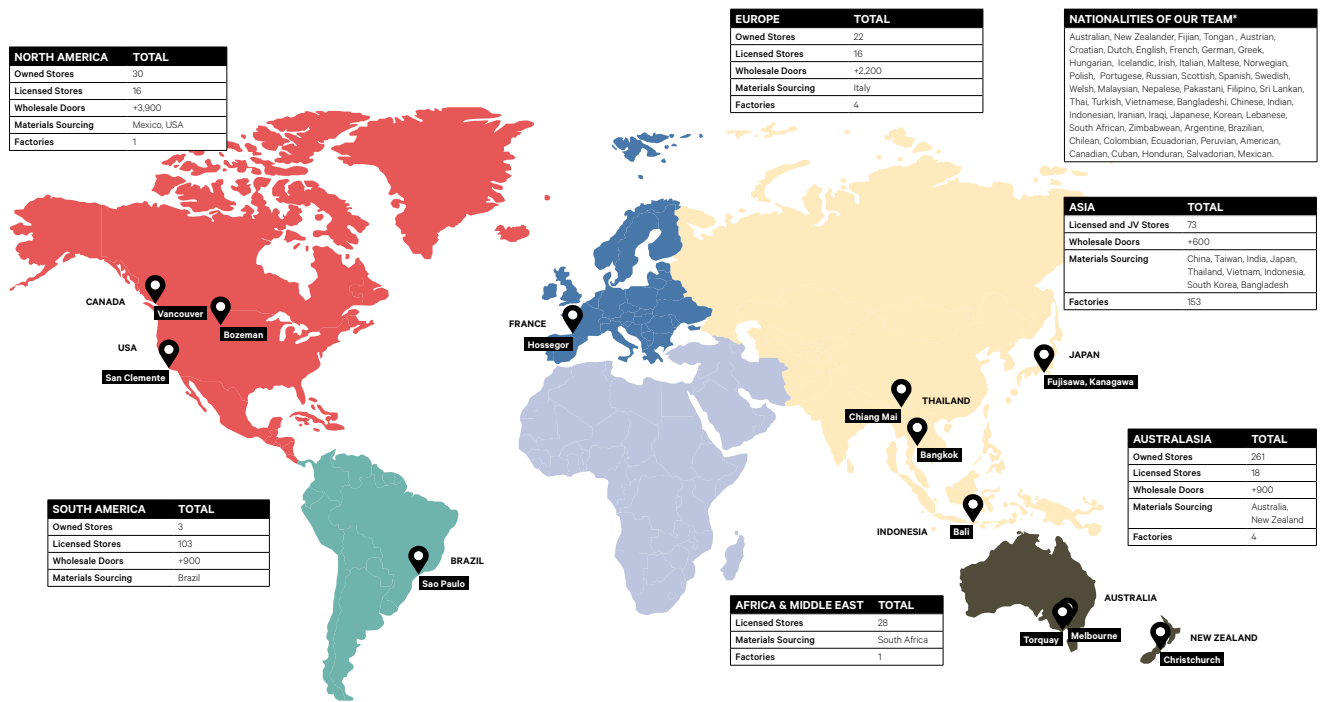 NORTH AMERICA TOTAL
Owned Stores 30
Licensed Stores 16
Wholesale Doors +3,900
Materials Sourcing Mexico, USA
Factories 1
EUROPE TOTAL
Owned Stores 22
Licensed Stores 16
Wholesale Doors +2,200
Materials Sourcing Italy
Factories 4
NATIONALITIES OF OUR TEAM*
Australian, New Zealander, Fijian, Tongan , Austrian,
Croatian, Dutch, English, French, German, Greek,
Hungarian, Icelandic, Irish, Italian, Maltese, Norwegian,
Polish, Portugese, Russian, Scottish, Spanish, Swedish,
Welsh, Malaysian, Nepalese, Pakastani, Filipino, Sri Lankan,
Thai, Turkish, Vietnamese, Bangladeshi, Chinese, Indian,
Indonesian, Iranian, Iraqi, Japanese, Korean, Lebanese,
South African, Zimbabwean, Argentine, Brazilian,
Chilean, Colombian, Ecuadorian, Peruvian, American,
Canadian, Cuban, Honduran, Salvadorian, Mexican.
ASIA TOTAL
Licensed and JV Stores 73
Wholesale Doors +600
Materials Sourcing China, Taiwan, India, Japan,
Thailand, Vietnam, Indonesia,
South Korea, Bangladesh
Factories 153
CANADA
Vancouver
Bozeman
USA
San Clemente
FRANCE
Hossegor
JAPAN
Fujisawa, Kanagawa
THAILAND
Chiang Mai
Bangkok
INDONESIA
Bali
AUSTRALASIA TOTAL
Owned Stores 261
Licensed Stores 18
Wholesale Doors +900
Materials Sourcing Australia,
New Zealand
Factories 4
SOUTH AMERICA TOTAL
Owned Stores 3
Licensed Stores 103
Wholesale Doors +900
Materials Sourcing Brazil
BRAZIL
Sao Paulo
AFRICA & MIDDLE EAST TOTAL
Licensed Stores 28
Materials Sourcing South Africa
Factories 1
AUSTRALIA
Torquay
Melbourne
NEW ZEALAND
Christchurch